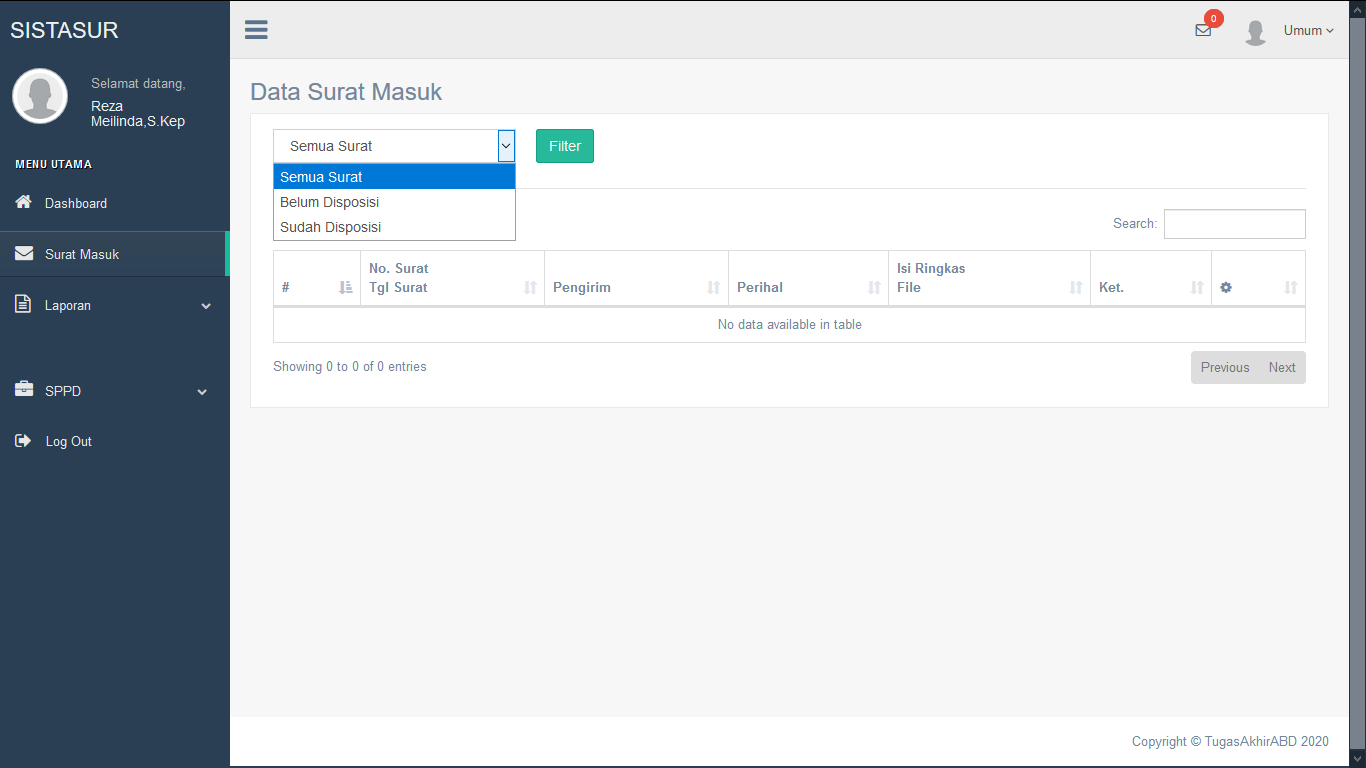 SISTASUR
0
Umum
Selamat datang,
Reza
Meilinda,S.Kep
MENU UTAMA
Dashboard
Surat Masuk
Laporan
SPPD
Log Out
Data Surat Masuk
Semua Surat
Filter
Semua Surat
Belum Disposisi
Sudah Disposisi
Search:
#
No. Surat
Tgl Surat
Pengirim
Perihal
Isi Ringkas
File
Ket.
No data available in table
Showing 0 to 0 of 0 entries
Previous
Next
Copyright © TugasAkhirABD 2020